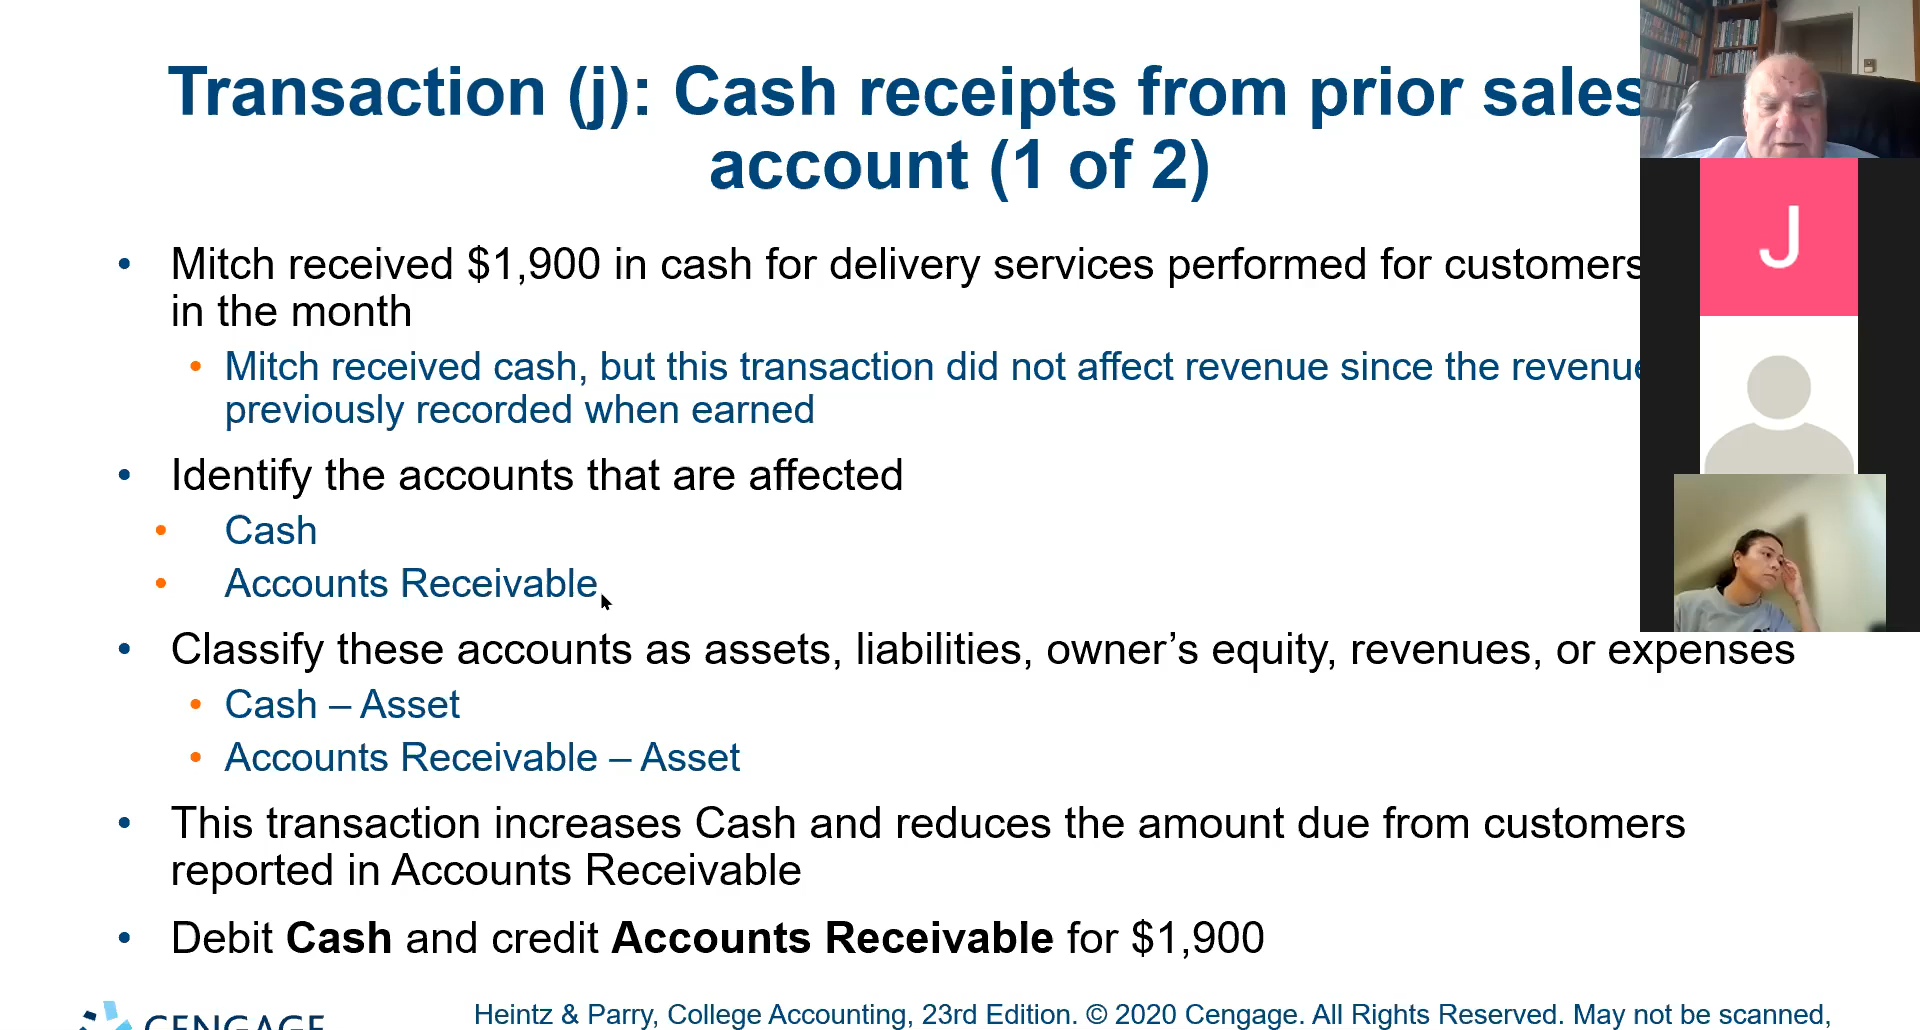 Transaction (j): Cash receipts from prior sales
account (1 of 2)
J
• Mitch received $1,900 in cash for delivery services performed for customers
in the month
• Mitch received cash, but this transaction did not affect revenue since the revenue
previously recorded when earned
• Identify the accounts that are affected
• Cash
• Accounts Receivable
• Classify these accounts as assets, liabilities, owner’s equity, revenues, or expenses
• Cash – Asset
• Accounts Receivable – Asset
• This transaction increases Cash and reduces the amount due from customers
reported in Accounts Receivable
• Debit Cash and credit Accounts Receivable for $1,900
CENGAGE
Heintz & Parry, College Accounting, 23rd Edition. © 2020 Cengage. All Rights Reserved. May not be scanned,